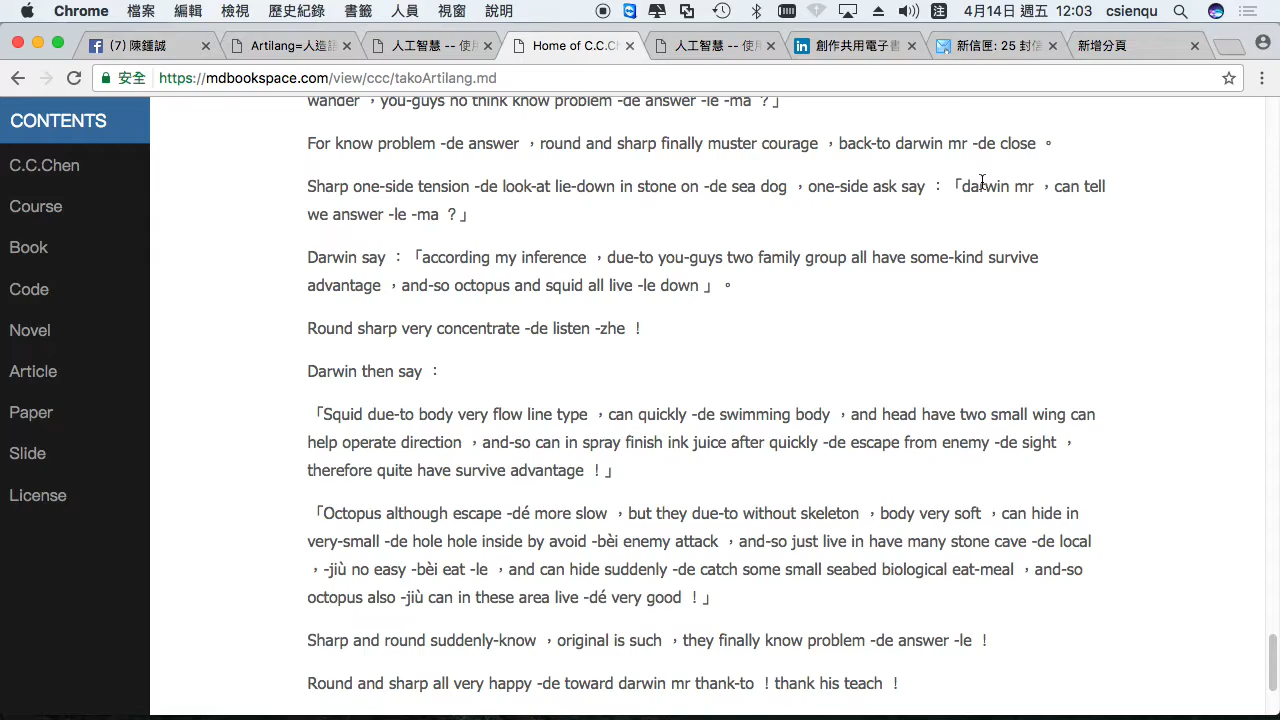 Chrome 檔案 編輯 檢視 歷史紀錄 書籤 人員 視窗 說明 注 4月14日 週五 12:03 csienqu
(7) 陳鍾誠 Artilang=人造語 人工智慧 -- 使用 Home of C.C.Ch 人工智慧 -- 使用 創作共用電子書 新信匣: 25 封信 新增分頁
安全 https://mdbookspace.com/view/ccc/takoArtilang.md
CONTENTS
C.C.Chen
Course
Book
Code
Novel
Article
Paper
Slide
License
wander ，you-guys no think know problem -de answer -le -ma ？」
For know problem -de answer ，round and sharp finally muster courage ，back-to darwin mr -de close 。
Sharp one-side tension -de look-at lie-down in stone on -de sea dog ，one-side ask say ：「darwin mr ，can tell
we answer -le -ma ？」
Darwin say ：「according my inference ，due-to you-guys two family group all have some-kind survive
advantage ，and-so octopus and squid all live -le down 」。
Round sharp very concentrate -de listen -zhe ！
Darwin then say ：
「Squid due-to body very flow line type ，can quickly -de swimming body ，and head have two small wing can
help operate direction ，and-so can in spray finish ink juice after quickly -de escape from enemy -de sight ，
therefore quite have survive advantage ！」
「Octopus although escape -dé more slow ，but they due-to without skeleton ，body very soft ，can hide in
very-small -de hole hole inside by avoid -bèi enemy attack ，and-so just live in have many stone cave -de local
，-jiù no easy -bèi eat -le ，and can hide suddenly -de catch some small seabed biological eat-meal ，and-so
octopus also -jiù can in these area live -dé very good ！」
Sharp and round suddenly-know ，original is such ，they finally know problem -de answer -le ！
Round and sharp all very happy -de toward darwin mr thank-to ！thank his teach ！